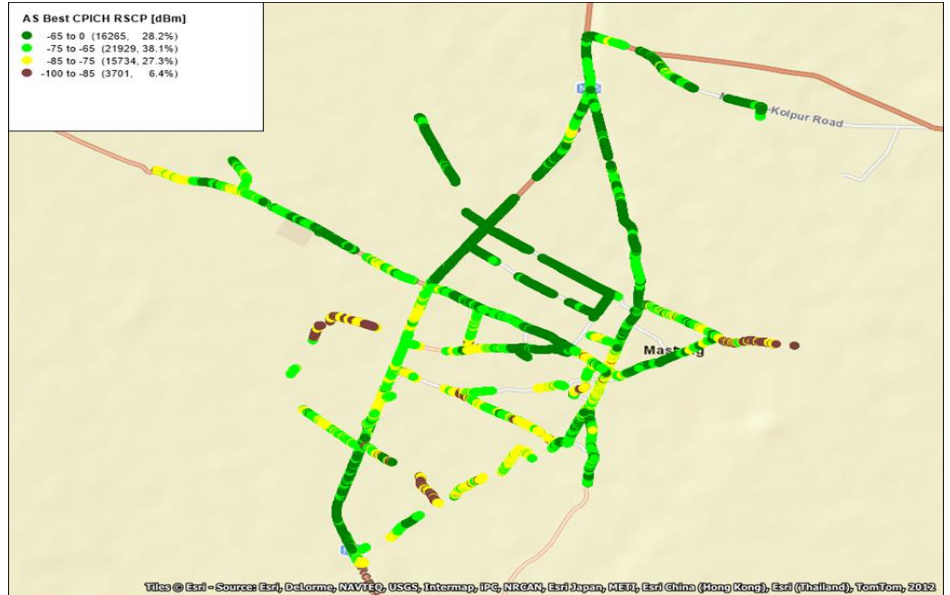 AS Best CPICH RSCP [dBm]
-65 to 0 (16265, 28.2%)
-75 to -65 (21929, 38.1%)
-85 to -75 (15734, 27.3%)
-100 to -85 (3701, 6.4%)
Kolpur Road
Tiles © Esri - Source: Esri, DeLorme, NAVTEQ, USGS, Intermap, iPC, NRCAN, Esri Japan, METI, Esri China (Hong Kong), Esri (Thailand), TomTom, 2012